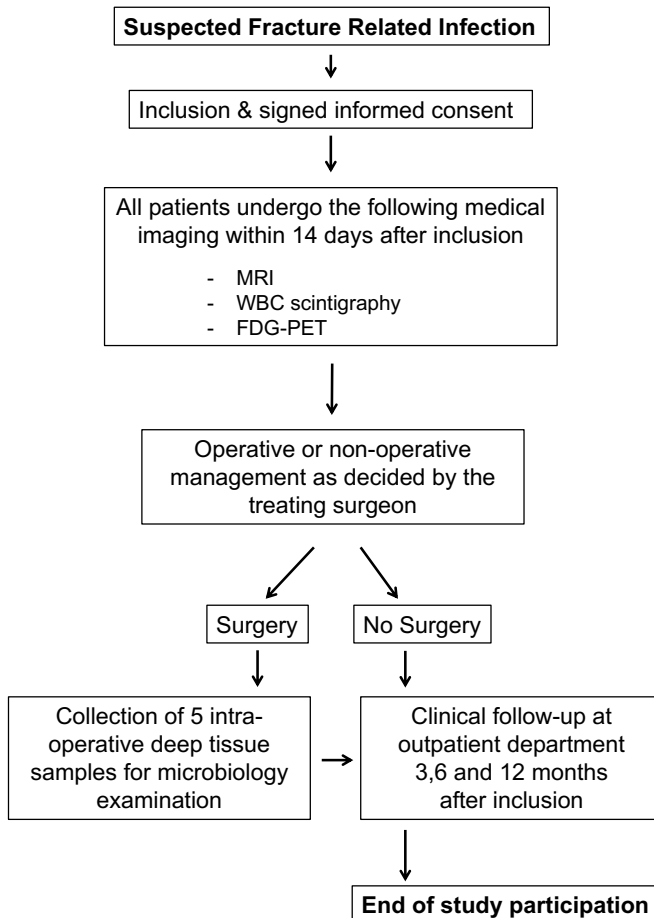 Suspected Fracture Related Infection
Inclusion & signed informed consent
All patients undergo the following medical
imaging within 14 days after inclusion
- MRI
- WBC scintigraphy
- FDG-PET
Operative or non-operative
management as decided by the
treating surgeon
Surgery
No Surgery
Collection of 5 intra-
operative deep tissue
samples for microbiology
examination
Clinical follow-up at
outpatient department
3,6 and 12 months
after inclusion
End of study participation